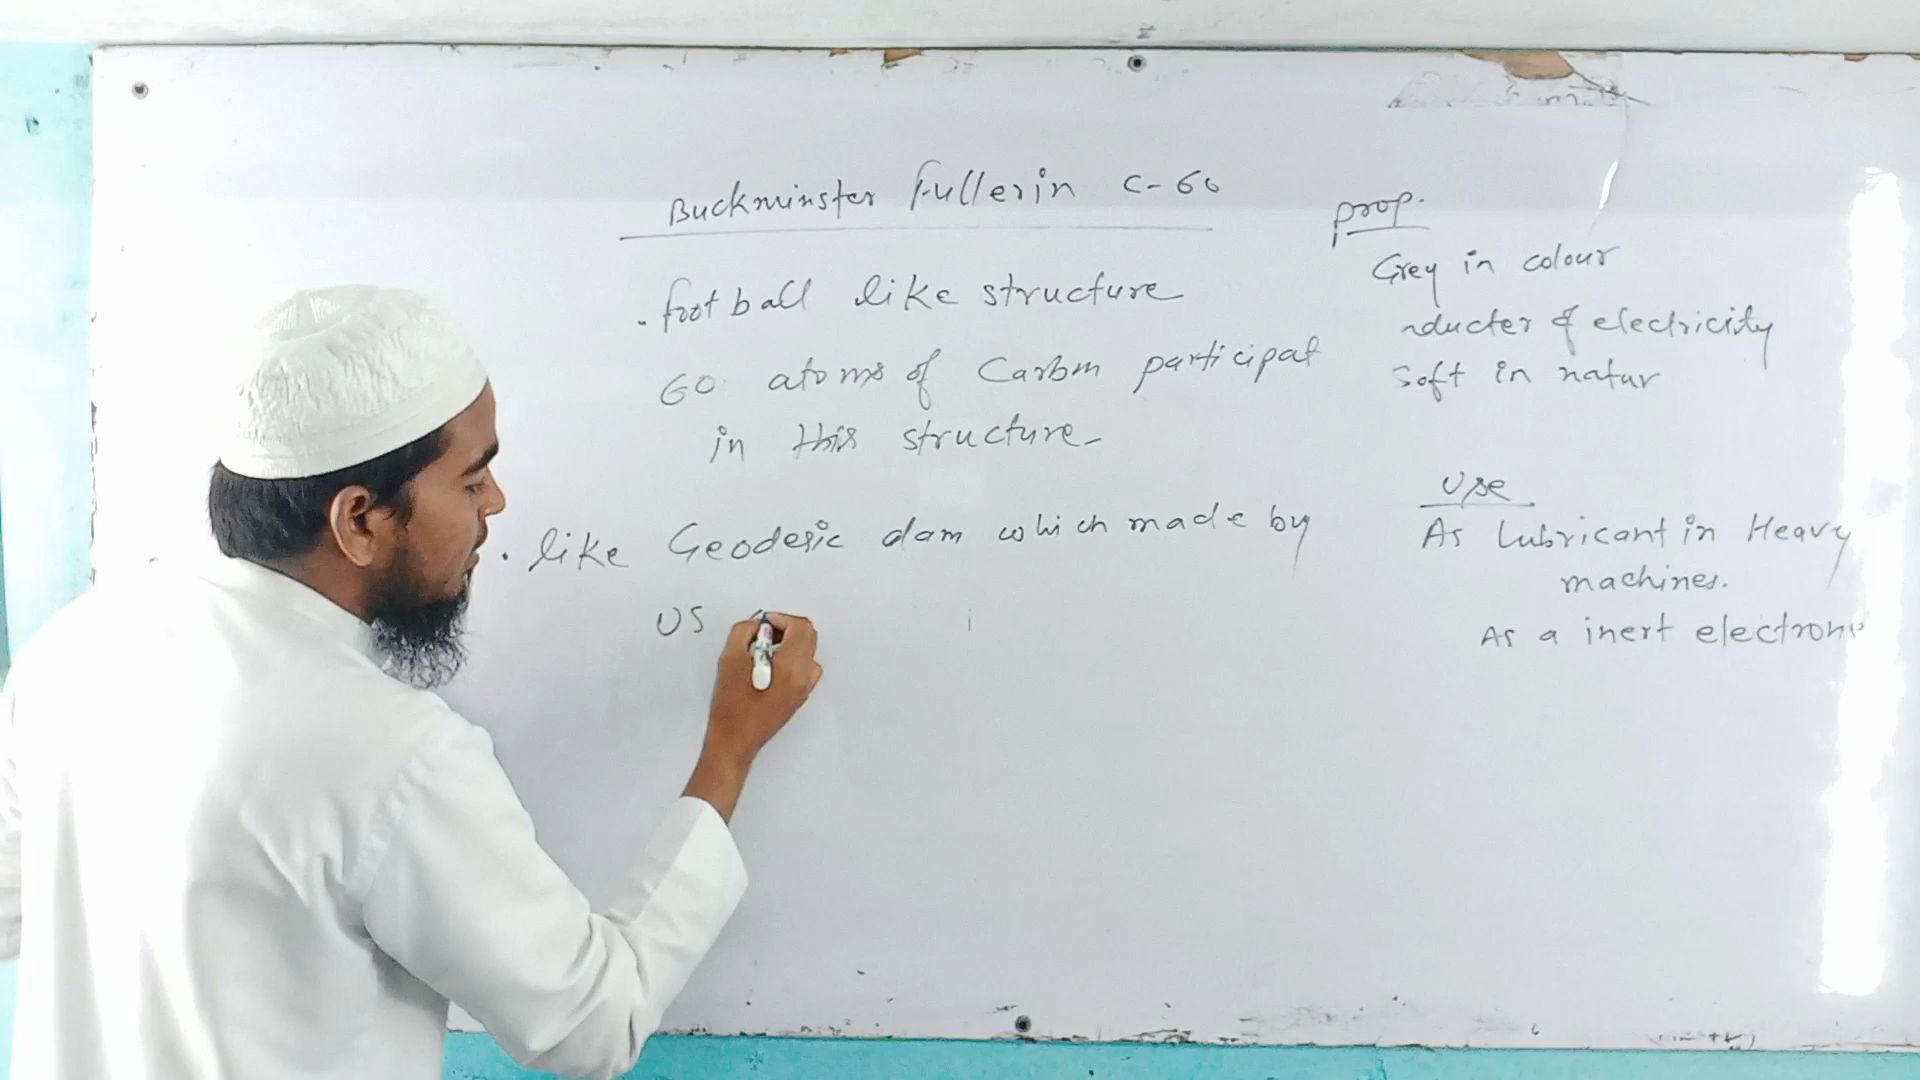 Buckminster Fullerin C-60
. foot ball like structure
60 atoms of Carbon participat
in this structure-
. like Geodesic dam which made by
US
prop.
Grey in colour
nducter of electricity
Soft in natur
Use
As Lubricant in Heavy
machines.
As a inert electron